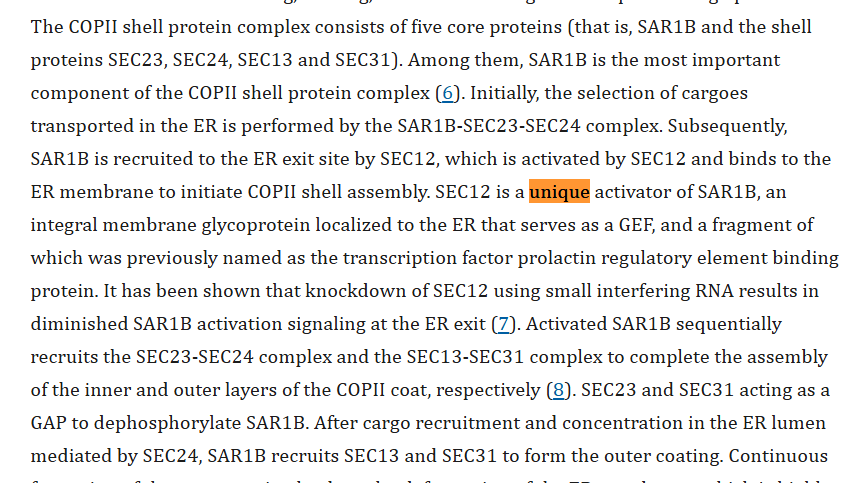 The COPII shell protein complex consists of five core proteins (that is, SAR1B and the shell
proteins SEC23, SEC24, SEC13 and SEC31). Among them, SAR1B is the most important
component of the COPII shell protein complex (6). Initially, the selection of cargoes
transported in the ER is performed by the SAR1B-SEC23-SEC24 complex. Subsequently,
SAR1B is recruited to the ER exit site by SEC12, which is activated by SEC12 and binds to the
ER membrane to initiate COPII shell assembly. SEC12 is a unique activator of SAR1B, an
integral membrane glycoprotein localized to the ER that serves as a GEF, and a fragment of
which was previously named as the transcription factor prolactin regulatory element binding
protein. It has been shown that knockdown of SEC12 using small interfering RNA results in
diminished SAR1B activation signaling at the ER exit (7). Activated SAR1B sequentially
recruits the SEC23-SEC24 complex and the SEC13-SEC31 complex to complete the assembly
of the inner and outer layers of the COPII coat, respectively (8). SEC23 and SEC31 acting as a
GAP to dephosphorylate SAR1B. After cargo recruitment and concentration in the ER lumen
mediated by SEC24, SAR1B recruits SEC13 and SEC31 to form the outer coating. Continuous